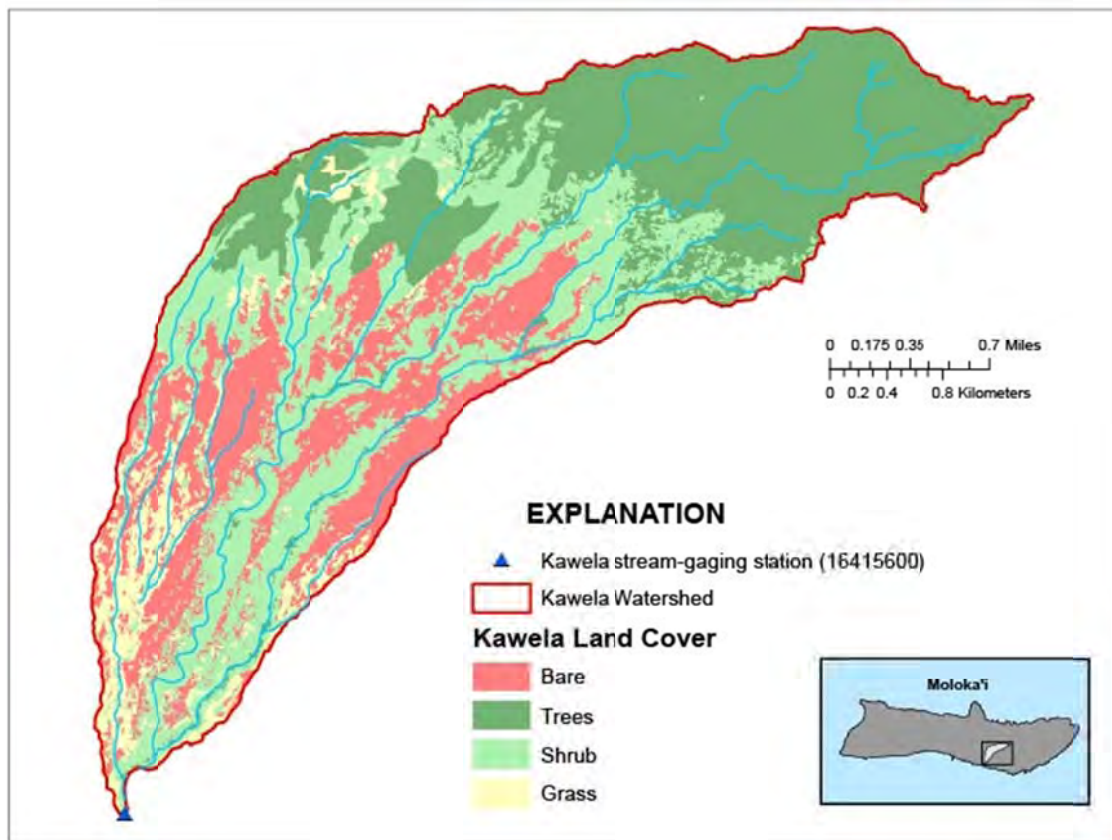 0 0.175 0.35 0.7 Miles
0 0.2 0.4 0.8 Kilometers
EXPLANATION
Kawela stream-gaging station (16415600)
Kawela Watershed
Kawela Land Cover
Bare
Trees
Shrub
Grass
Moloka'i